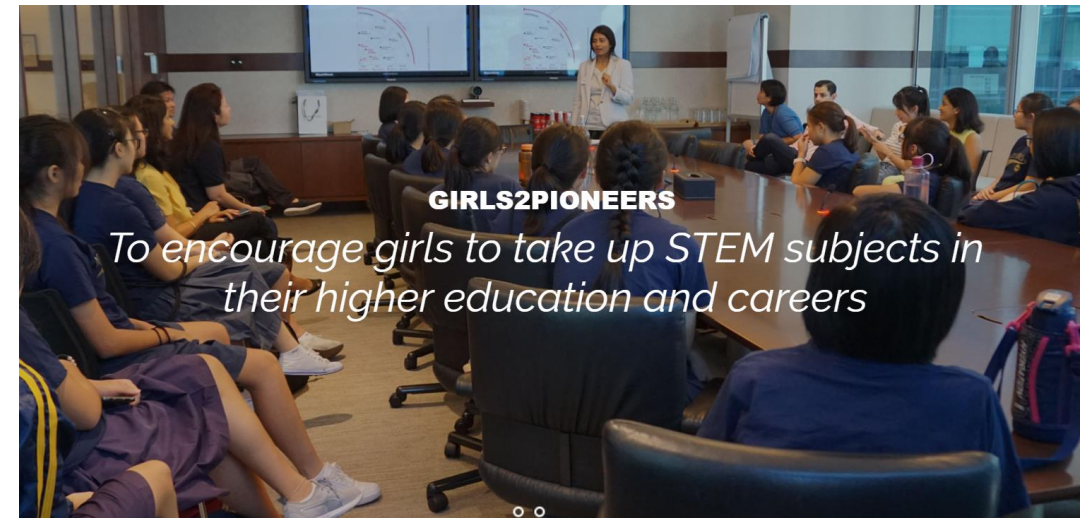 GIRLS2PIONEERS
To encourage girls to take up STEM subjects in
their higher education and careers